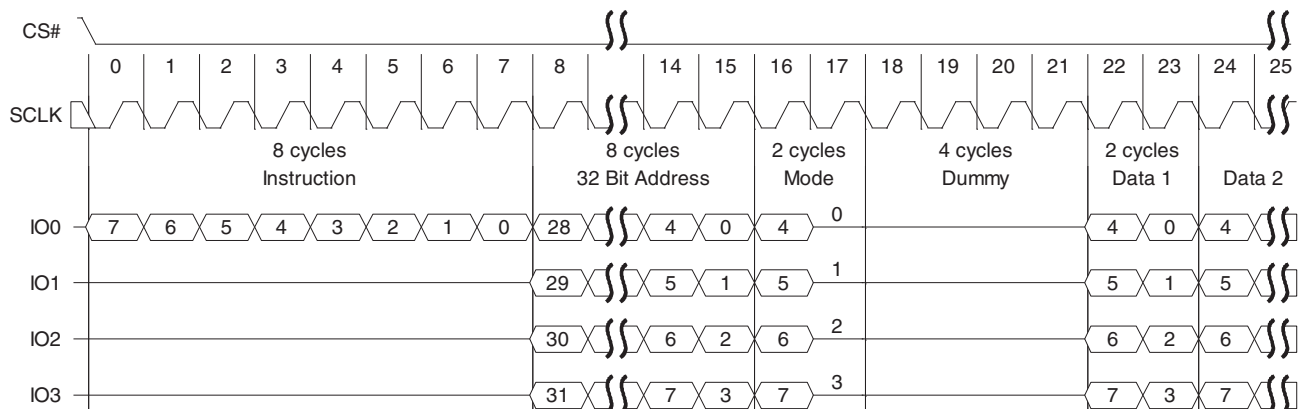 CS#
0 1 2 3 4 5 6 7 8 14 15 16 17 18 19 20 21 22 23 24 25
SCLK
8 cycles 8 cycles 2 cycles 4 cycles 2 cycles
Instruction 32 Bit Address Mode Dummy Data 1 Data 2
IO0 7 6 5 4 3 2 1 0 28 4 0 4 0 4 0 4
IO1 29 5 1 5 1 5 1 5
IO2 30 6 2 6 2 6 2 6
IO3 31 7 3 7 3 7 3 7